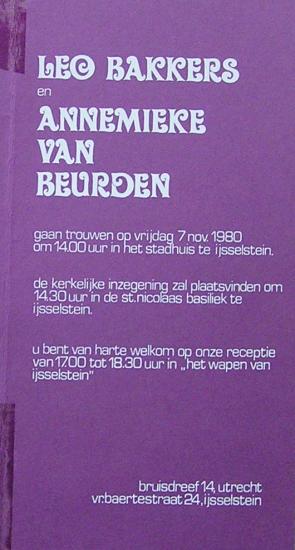 LEO BAKKERS
en
ANNEMIEKE
VAN
BEURDEN
gaan trouwen op vrijdag 7 nov. 1980
om 14.00 uur in het stadhuis te ijsselstein.
de kerkelijke inzegening zal plaatsvinden om
14.30 uur in de st. nicolaas basiliek te
ijsselstein.
u bent van harte welkom op onze receptie
van 17.00 tot 18.30 uur in „het wapen van
ijsselstein”
bruisdreef 14, utrecht
vr. baertestraat 24, ijsselstein